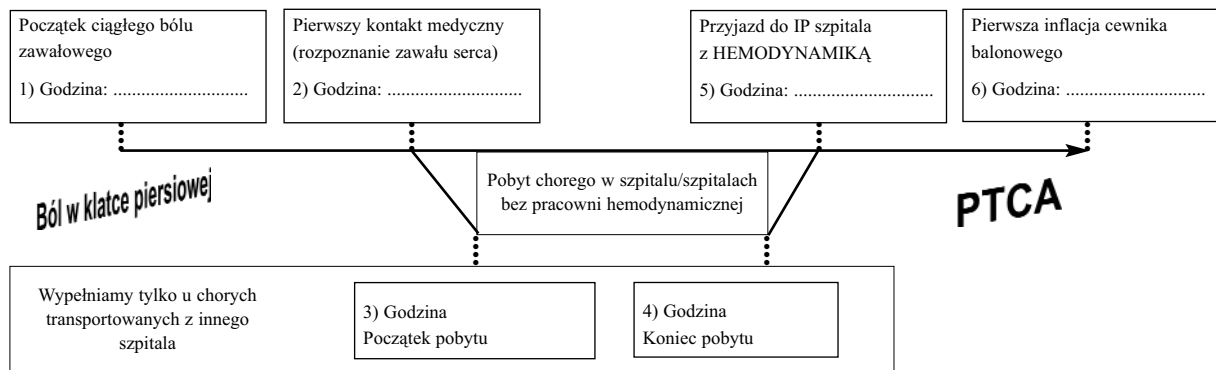 Początek ciągłego bólu
zawałowego
1) Godzina: ............................
Pierwszy kontakt medyczny
(rozpoznanie zawału serca)
2) Godzina: ............................
Przyjazd do IP szpitala
z HEMODYNAMIKĄ
5) Godzina: .............................
Pierwsza inflacja cewnika
balonowego
6) Godzina: .............................
Ból w klatce piersiowej
Pobyt chorego w szpitalu/szpitalach
bez pracowni hemodynamicznej
PTCA
Wypełniamy tylko u chorych
transportowanych z innego
szpitala
3) Godzina
Początek pobytu
4) Godzina
Koniec pobytu